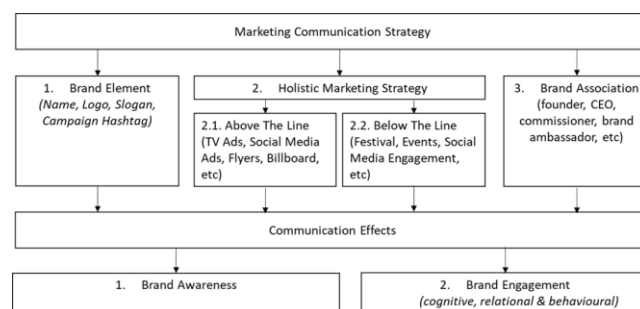 Marketing Communication Strategy
1. Brand Element
(Name, Logo, Slogan,
Campaign Hashtag)
2. Holistic Marketing Strategy
3. Brand Association
(founder, CEO,
commissioner, brand
ambassador, etc)
2.1. Above The Line
(TV Ads, Social Media
Ads, Flyers, Billboard,
etc)
2.2. Below The Line
(Festival, Events, Social
Media Engagement,
etc)
Communication Effects
1. Brand Awareness
2. Brand Engagement
(cognitive, relational & behavioural)